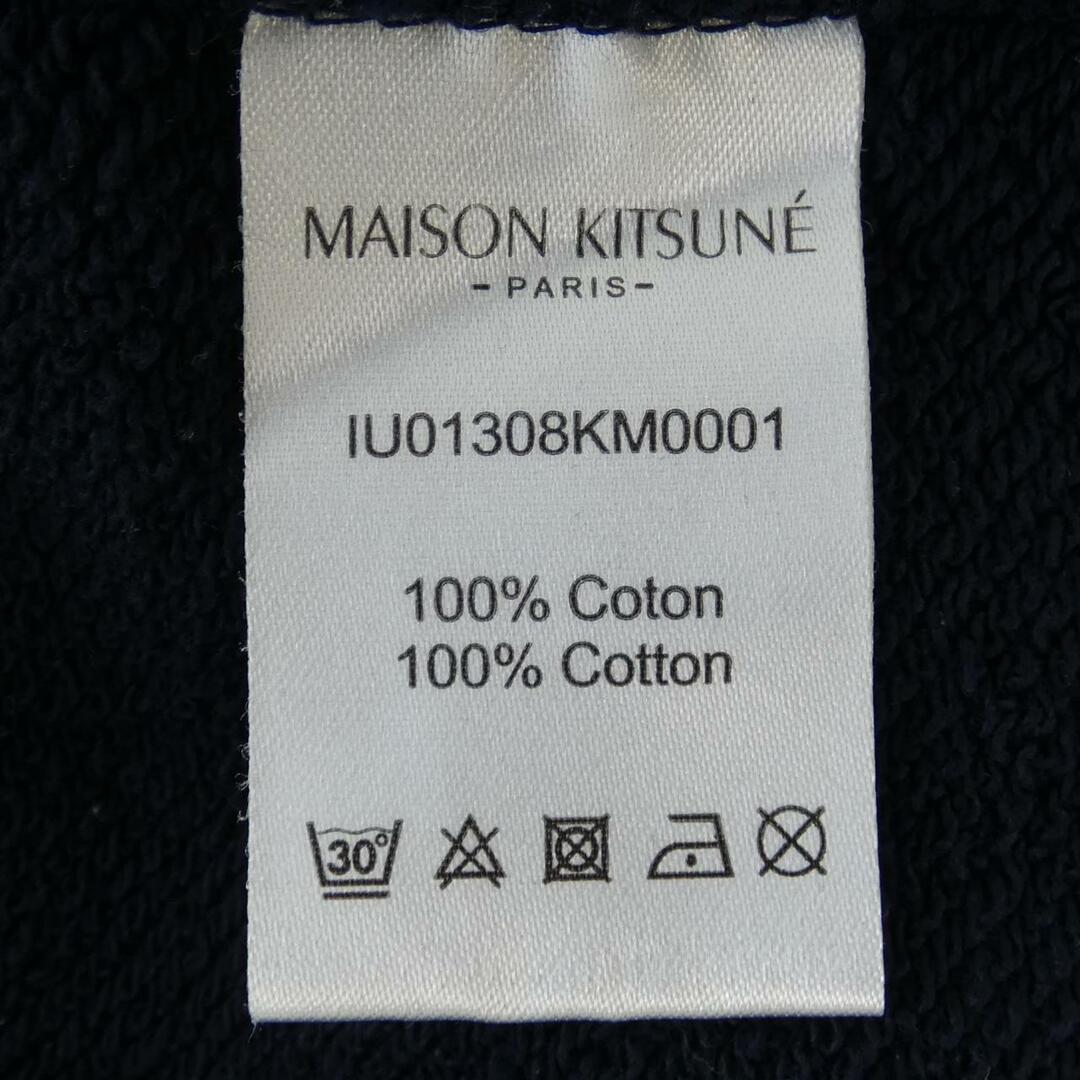 MAISON KITSUNÉ
- PARIS -
IU01308KM0001
100% Coton
100% Cotton
30°